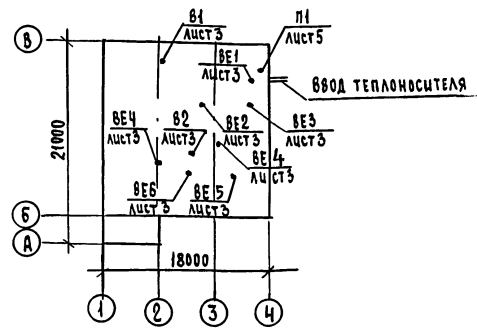 В1
лист3
П1
лист5
В
ВЕ1
лист3
Ввод теплоносителя
21000
ВЕ4
лист3
В2
лист3
ВЕ2
лист3
ВЕ3
лист3
ВЕ4
лист3
ВЕ6
лист3
ВЕ5
лист3
Б
А
18000
1
2
3
4